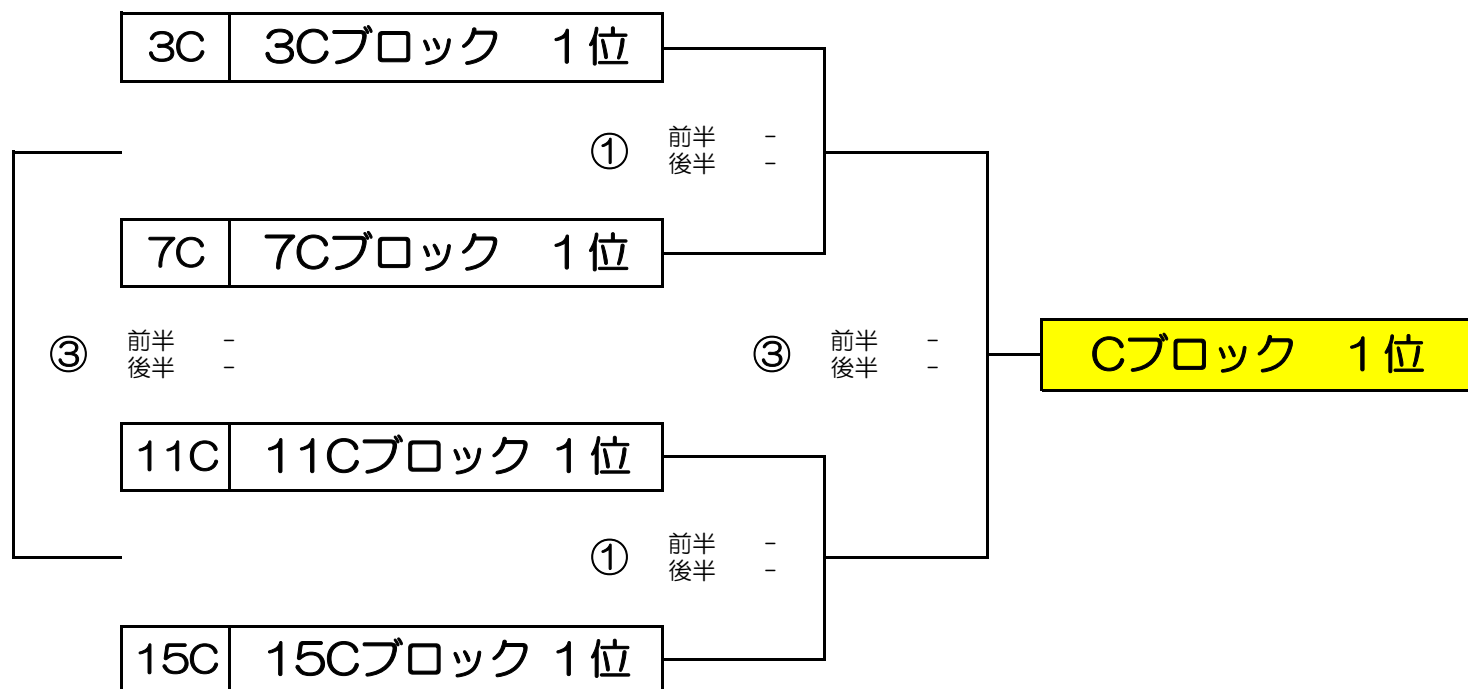 3C 3Cブロック　１位
① 前半 -
後半 -
7C 7Cブロック　１位
③ 前半 -
後半 -
③ 前半 -
後半 -
Cブロック　１位
11C 11Cブロック １位
① 前半 -
後半 -
15C 15Cブロック １位